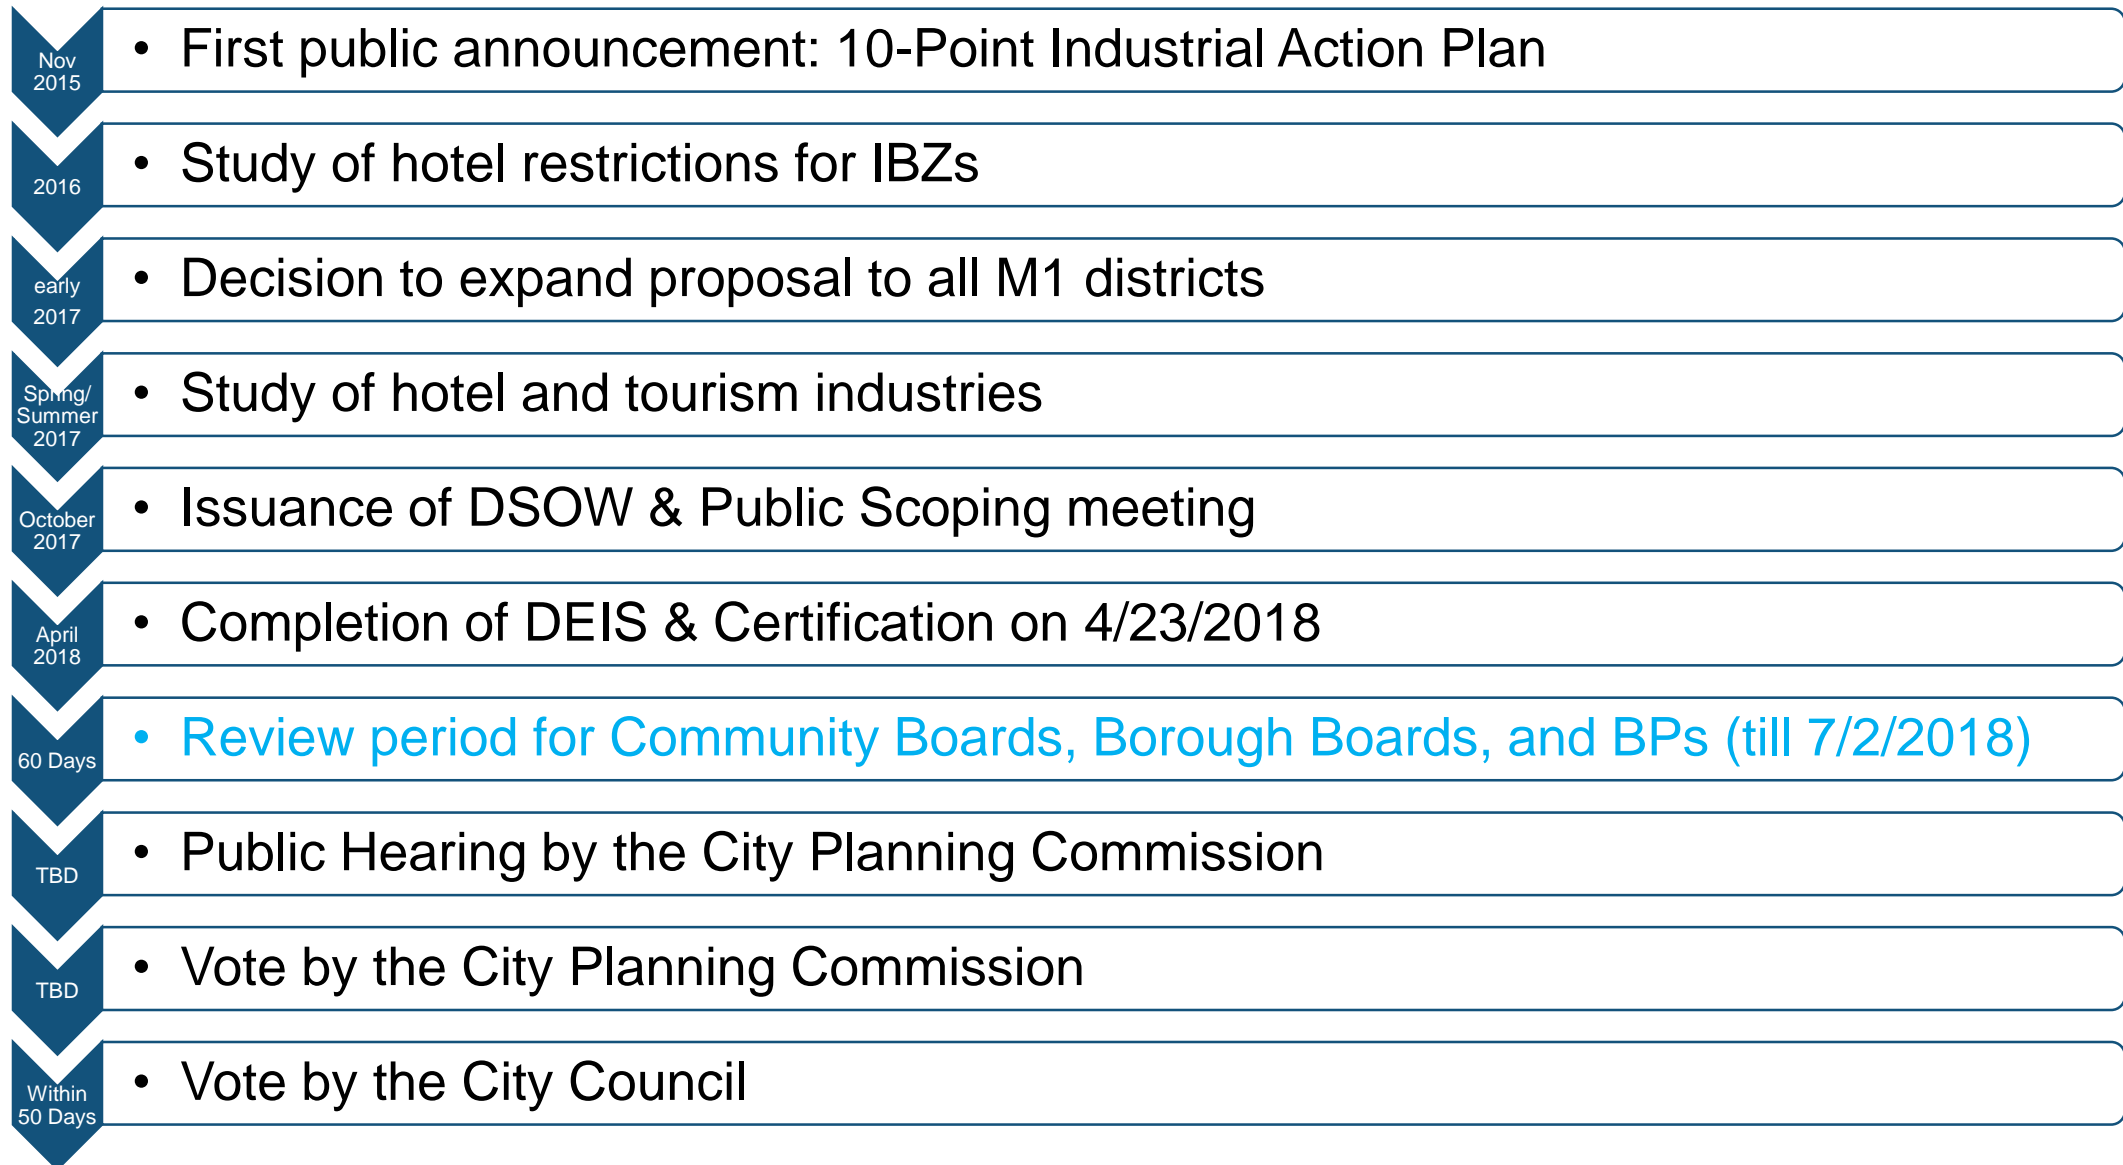 Nov
2015
• First public announcement: 10-Point Industrial Action Plan
2016
• Study of hotel restrictions for IBZs
early
2017
• Decision to expand proposal to all M1 districts
Spring/
Summer
2017
• Study of hotel and tourism industries
October
2017
• Issuance of DSOW & Public Scoping meeting
April
2018
• Completion of DEIS & Certification on 4/23/2018
60 Days
• Review period for Community Boards, Borough Boards, and BPs (till 7/2/2018)
TBD
• Public Hearing by the City Planning Commission
TBD
• Vote by the City Planning Commission
Within
50 Days
• Vote by the City Council